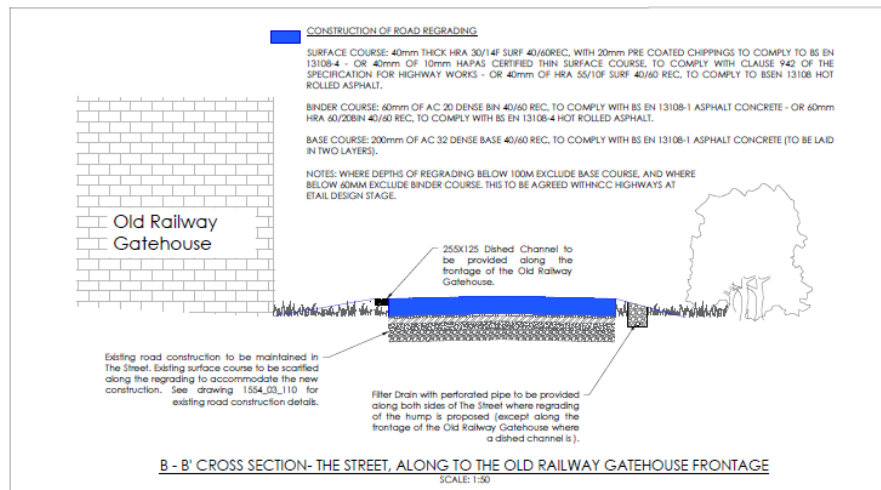 CONSTRUCTION OF ROAD REGRADING
SURFACE COURSE: 40mm THICK HRA 30/14F SURF 40/60REC, WITH 20mm PRE COATED CHIPPINGS TO COMPLY TO BS EN
13108-4 - OR 40mm OF 10mm HAPAS CERTIFIED THIN SURFACE COURSE, TO COMPLY WITH CLAUSE 942 OF THE
SPECIFICATION FOR HIGHWAY WORKS - OR 40MM OF HRA 55/10F SURF 40/60 REC, TO COMPLY TO BSEN 13108 HOT
ROLLED ASPHALT.
BINDER COURSE: 60mm OF AC 20 DENSE BIN 40/60 REC, TO COMPLY WITH BS EN 13108-1 ASPHALT CONCRETE - OR 60mm
HRA 60/20BIN 40/60 REC, TO COMPLY WITH BS EN 13108-4 HOT ROLLED ASPHALT.
BASE COURSE: 200mm OF AC 32 DENSE BASE 40/60 REC, TO COMPLY WITH BS EN 13108-1 ASPHALT CONCRETE (TO BE LAID
IN TWO LAYERS).
NOTES: WHERE DEPTHS OF REGRADING BELOW 100M EXCLUDE BASE COURSE, AND WHERE
BELOW 60MM EXCLUDE BINDER COURSE. THIS TO BE AGREED WITHNCC HIGHWAYS AT
ETAIL DESIGN STAGE.
Old Railway
Gatehouse
255X125 Dished Channel to
be provided along the
frontage of the Old Railway
Gatehouse.
Existing road construction to be maintained in
The Street. Existing surface course to be scarified
along the regrading to accommodate the new
construction. See drawing 1554_03_110 for
existing road construction details.
Filter Drain with perforated pipe to be provided
along both sides of The Street where regrading
of the hump is proposed (except along the
frontage of the Old Railway Gatehouse where
a dished channel is ).
B - B' CROSS SECTION- THE STREET, ALONG TO THE OLD RAILWAY GATEHOUSE FRONTAGE
SCALE: 1:50